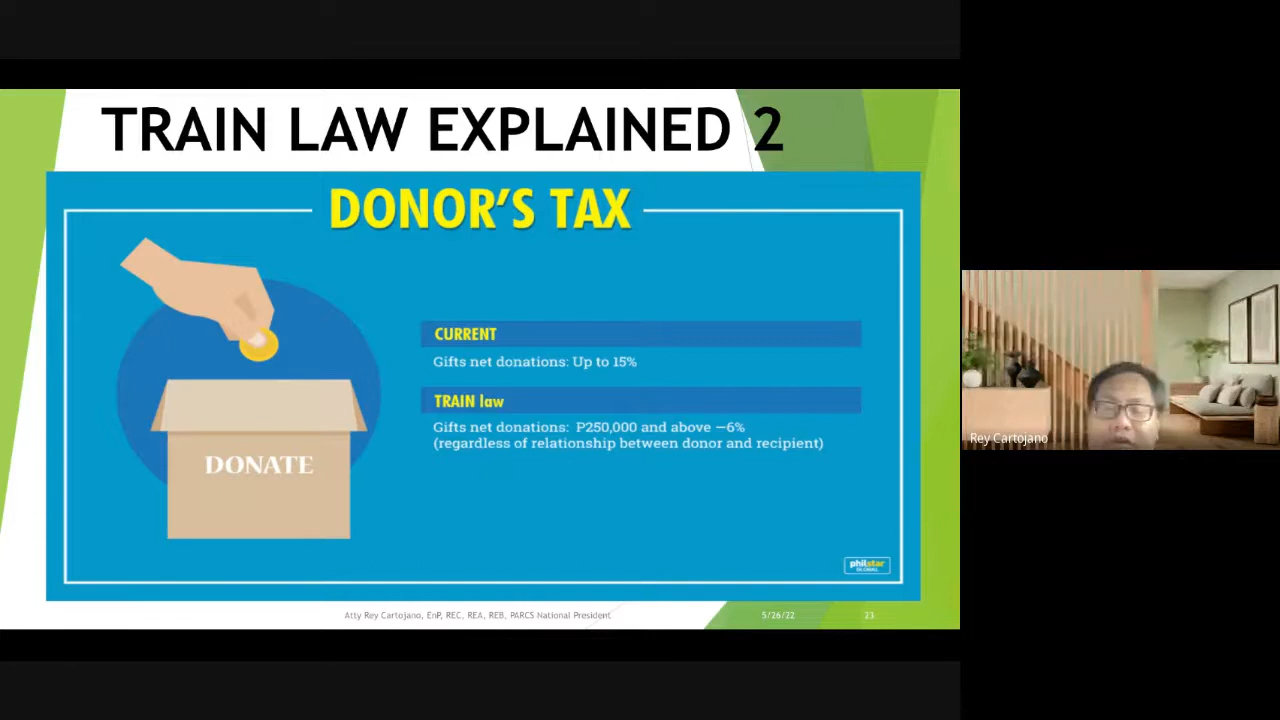 TRAIN LAW EXPLAINED 2
DONOR'S TAX
CURRENT
Gifts net donations: Up to 15%
TRAIN law
Gifts net donations: P250,000 and above —6%
(regardless of relationship between donor and recipient)
DONATE
philstar
GLOBAL
Atty Rey Cartojano, EnP, REC, REA, REB, PARCS National President
5/26/22
23
Rey Cartojano